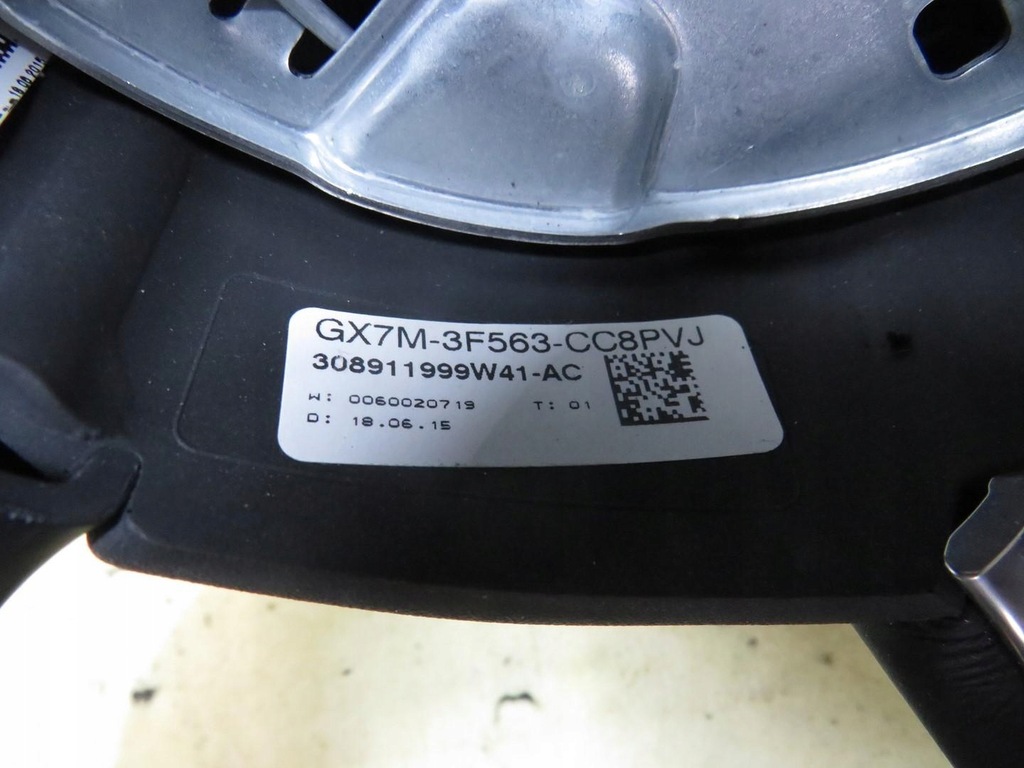 GX7M-3F563-CC8PVJ
308911999W41-AC
W: 0060020719 T: 01
D: 18.06.15